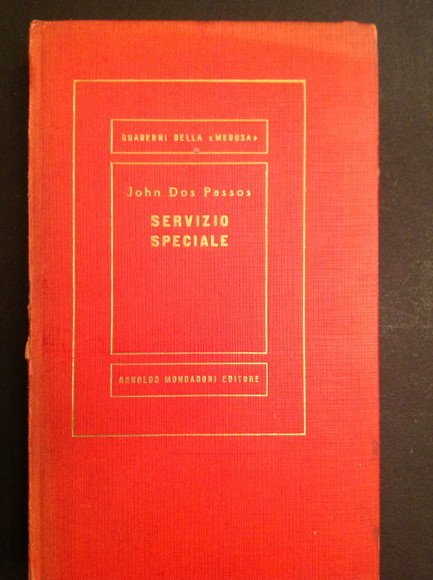 QUADERNI DELLA «MEDUSA»
John Dos Passos
SERVIZIO
SPECIALE
ARNOLDO MONDADORI EDITORE